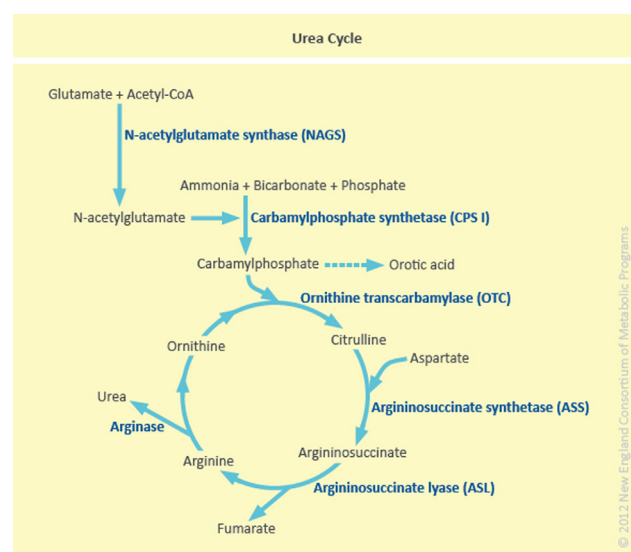 Urea Cycle
Glutamate + Acetyl-CoA
N-acetylglutamate synthase (NAGS)
Ammonia + Bicarbonate + Phosphate
N-acetylglutamate
Carbamylphosphate synthetase (CPS I)
Carbamylphosphate
Orotic acid
Ornithine transcarbamylase (OTC)
Ornithine
Citrulline
Aspartate
Urea
Arginase
Argininosuccinate synthetase (ASS)
Arginine
Argininosuccinate
Argininosuccinate lyase (ASL)
Fumarate
© 2012 New England Consortium of Metabolic Programs